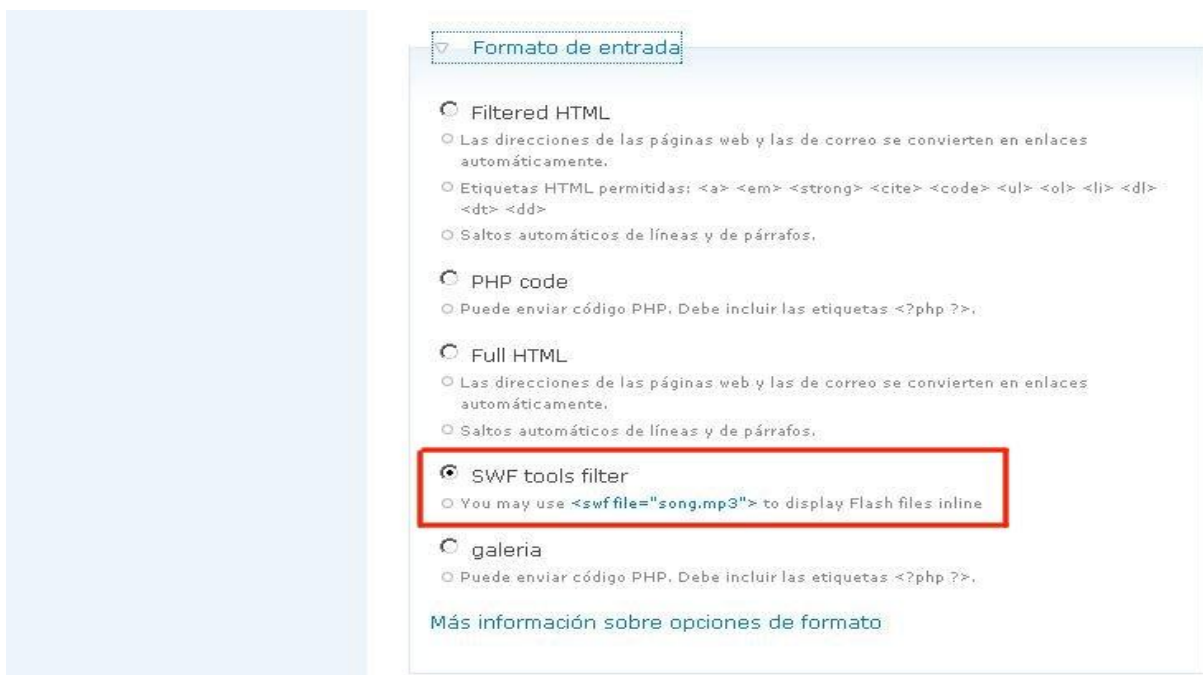 Formato de entrada
Filtered HTML
Las direcciones de las páginas web y las de correo se convierten en enlaces
automáticamente.
Etiquetas HTML permitidas: <a> <em> <strong> <cite> <code> <ul> <ol> <li> <dl>
<dt> <dd>
Saltos automáticos de líneas y de párrafos.
PHP code
Puede enviar código PHP. Debe incluir las etiquetas <?php ?>.
Full HTML
Las direcciones de las páginas web y las de correo se convierten en enlaces
automáticamente.
Saltos automáticos de líneas y de párrafos.
SWF tools filter
You may use <swf file="song.mp3"> to display Flash files inline
galeria
Puede enviar código PHP. Debe incluir las etiquetas <?php ?>.
Más información sobre opciones de formato